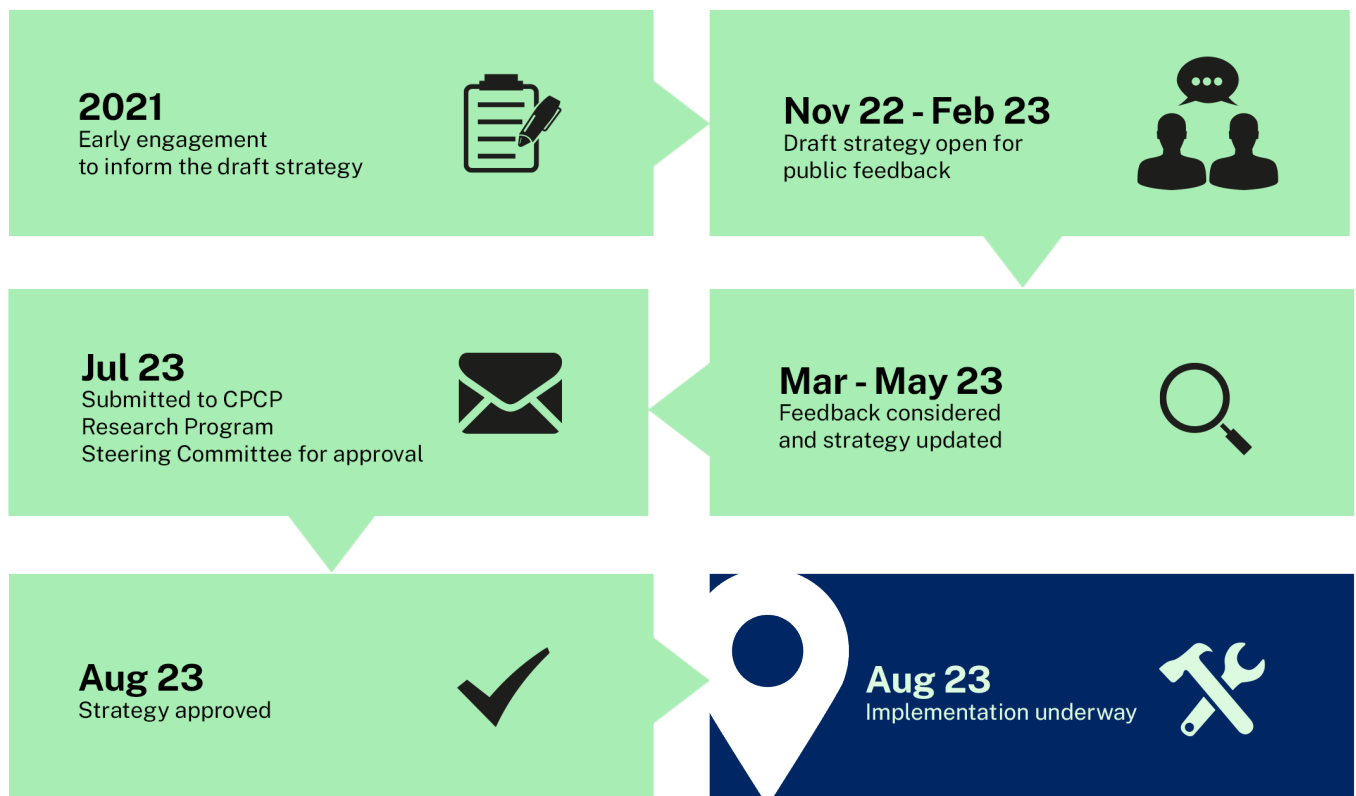 2021
Early engagement
to inform the draft strategy
Nov 22 - Feb 23
Draft strategy open for
public feedback
Mar - May 23
Feedback considered
and strategy updated
Jul 23
Submitted to CPCP
Research Program
Steering Committee for approval
Aug 23
Strategy approved
Aug 23
Implementation underway